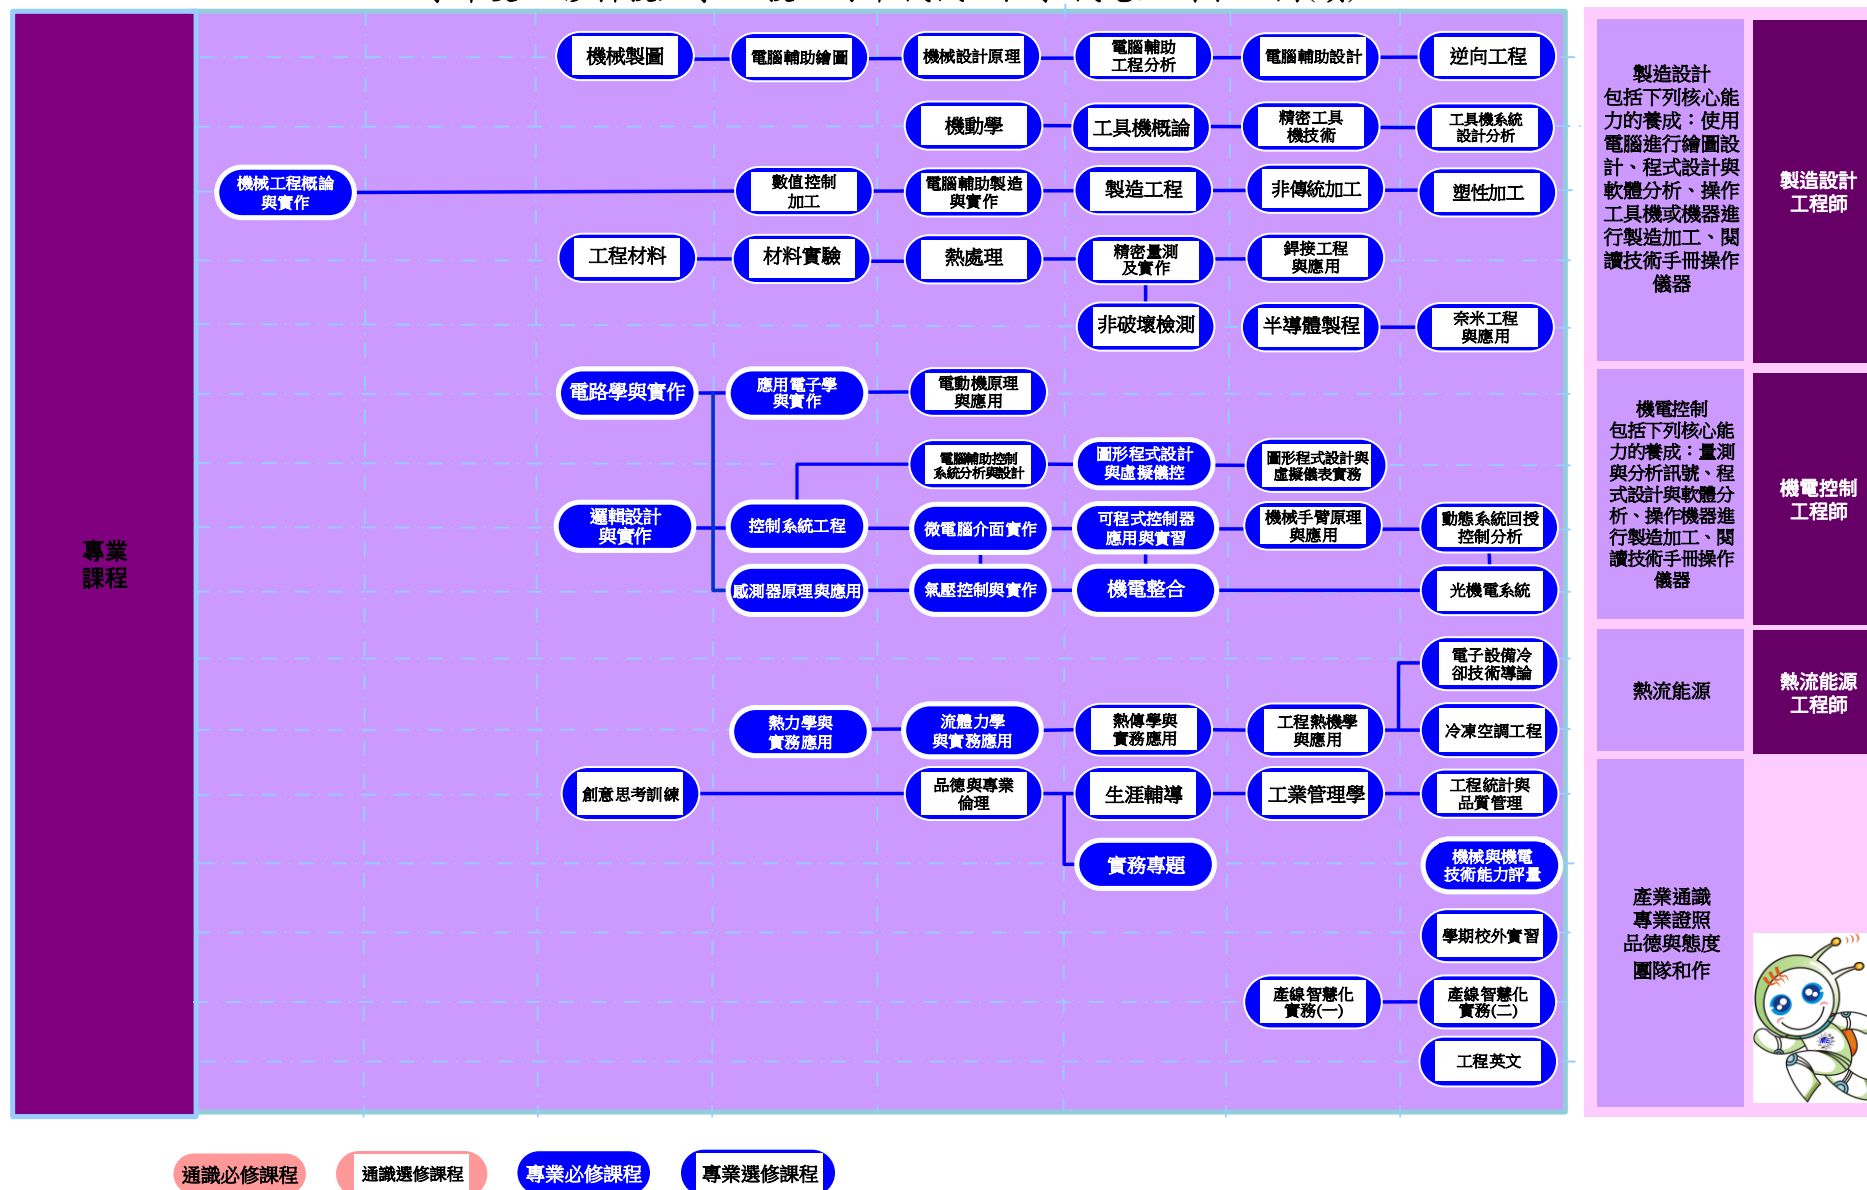 專業
課程
機械製圖
電腦輔助繪圖
機械設計原理
電腦輔助
工程分析
電腦輔助設計
逆向工程
機動學
工具機概論
精密工具
機技術
工具機系統
設計分析
機械工程概論
與實作
數值控制
加工
電腦輔助製造
與實作
製造工程
非傳統加工
塑性加工
工程材料
材料實驗
熱處理
精密量測
及實作
銲接工程
與應用
非破壞檢測
半導體製程
奈米工程
與應用
電路學與實作
應用電子學
與實作
電動機原理
與應用
電腦輔助控制
系統分析與設計
圖形程式設計
與虛擬儀控
圖形程式設計與
虛擬儀表實務
邏輯設計
與實作
控制系統工程
微電腦介面實作
可程式控制器
應用與實習
機械手臂原理
與應用
動態系統回授
控制分析
感測器原理與應用
氣壓控制與實作
機電整合
光機電系統
電子設備冷
卻技術導論
熱力學與
實務應用
流體力學
與實務應用
熱傳學與
實務應用
工程熱機學
與應用
冷凍空調工程
創意思考訓練
品德與專業
倫理
生涯輔導
工業管理學
工程統計與
品質管理
實務專題
機械與機電
技術能力評量
學期校外實習
產線智慧化
實務(一)
產線智慧化
實務(二)
工程英文
製造設計
包括下列核心能
力的養成：使用
電腦進行繪圖設
計、程式設計與
軟體分析、操作
工具機或機器進
行製造加工、閱
讀技術手冊操作
儀器
製造設計
工程師
機電控制
包括下列核心能
力的養成：量測
與分析訊號、程
式設計與軟體分
析、操作機器進
行製造加工、閱
讀技術手冊操作
儀器
機電控制
工程師
熱流能源
熱流能源
工程師
產業通識
專業證照
品德與態度
團隊和作
通識必修課程
通識選修課程
專業必修課程
專業選修課程